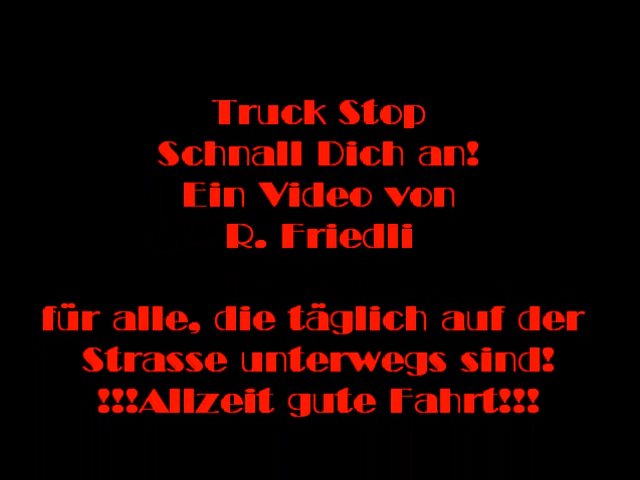 Truck Stop
Schnall Dich an!
Ein Video von
R. Friedli
für alle, die täglich auf der
Strasse unterwegs sind!
!!!Allzeit gute Fahrt!!!